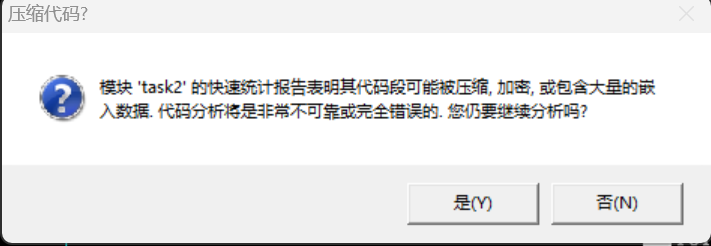 压缩代码?
模块 'task2' 的快速统计报告表明其代码段可能被压缩, 加密, 或包含大量的嵌
入数据. 代码分析将是非常不可靠或完全错误的. 您仍要继续分析吗?
是(Y)
否(N)